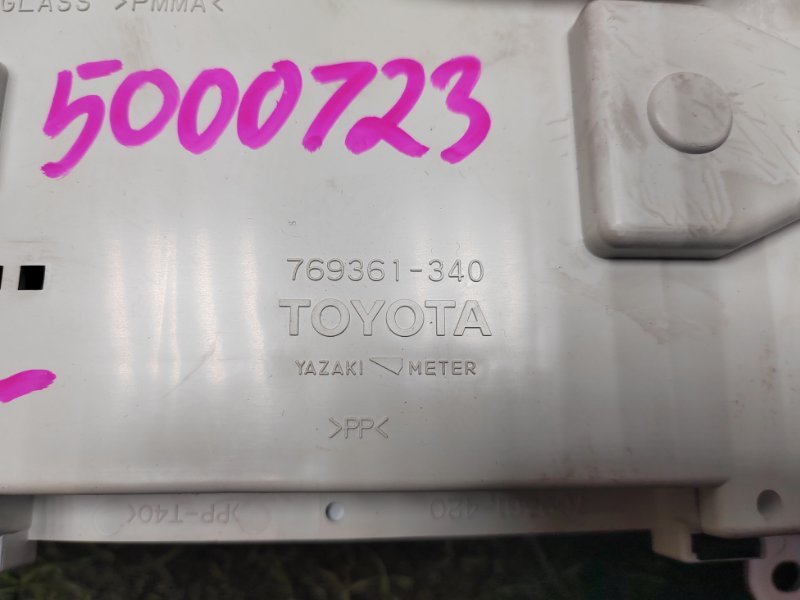 GLASS >PMMA<
5000723
769361-340
TOYOTA
YAZAKI METER
>PP<
>PP-T40<